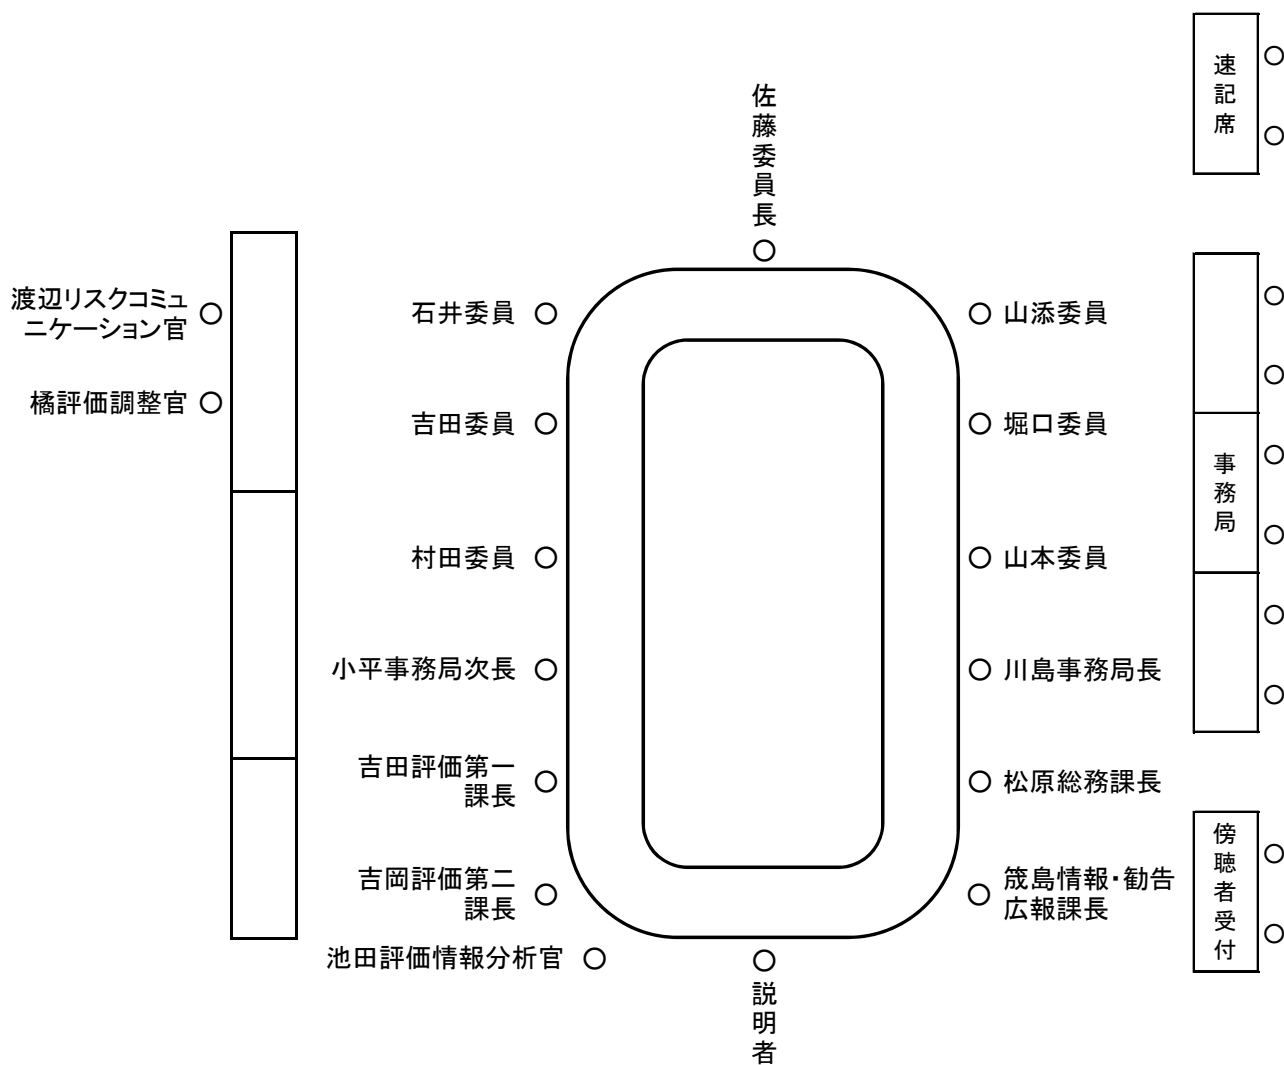 速記席
佐藤委員長
渡辺リスクコミュ
ニケーション官
石井委員
山添委員
橘評価調整官
吉田委員
堀口委員
事務局
村田委員
山本委員
小平事務局次長
川島事務局長
吉田評価第一
課長
松原総務課長
傍聴者受付
吉岡評価第二
課長
筬島情報・勧告
広報課長
池田評価情報分析官
説明者